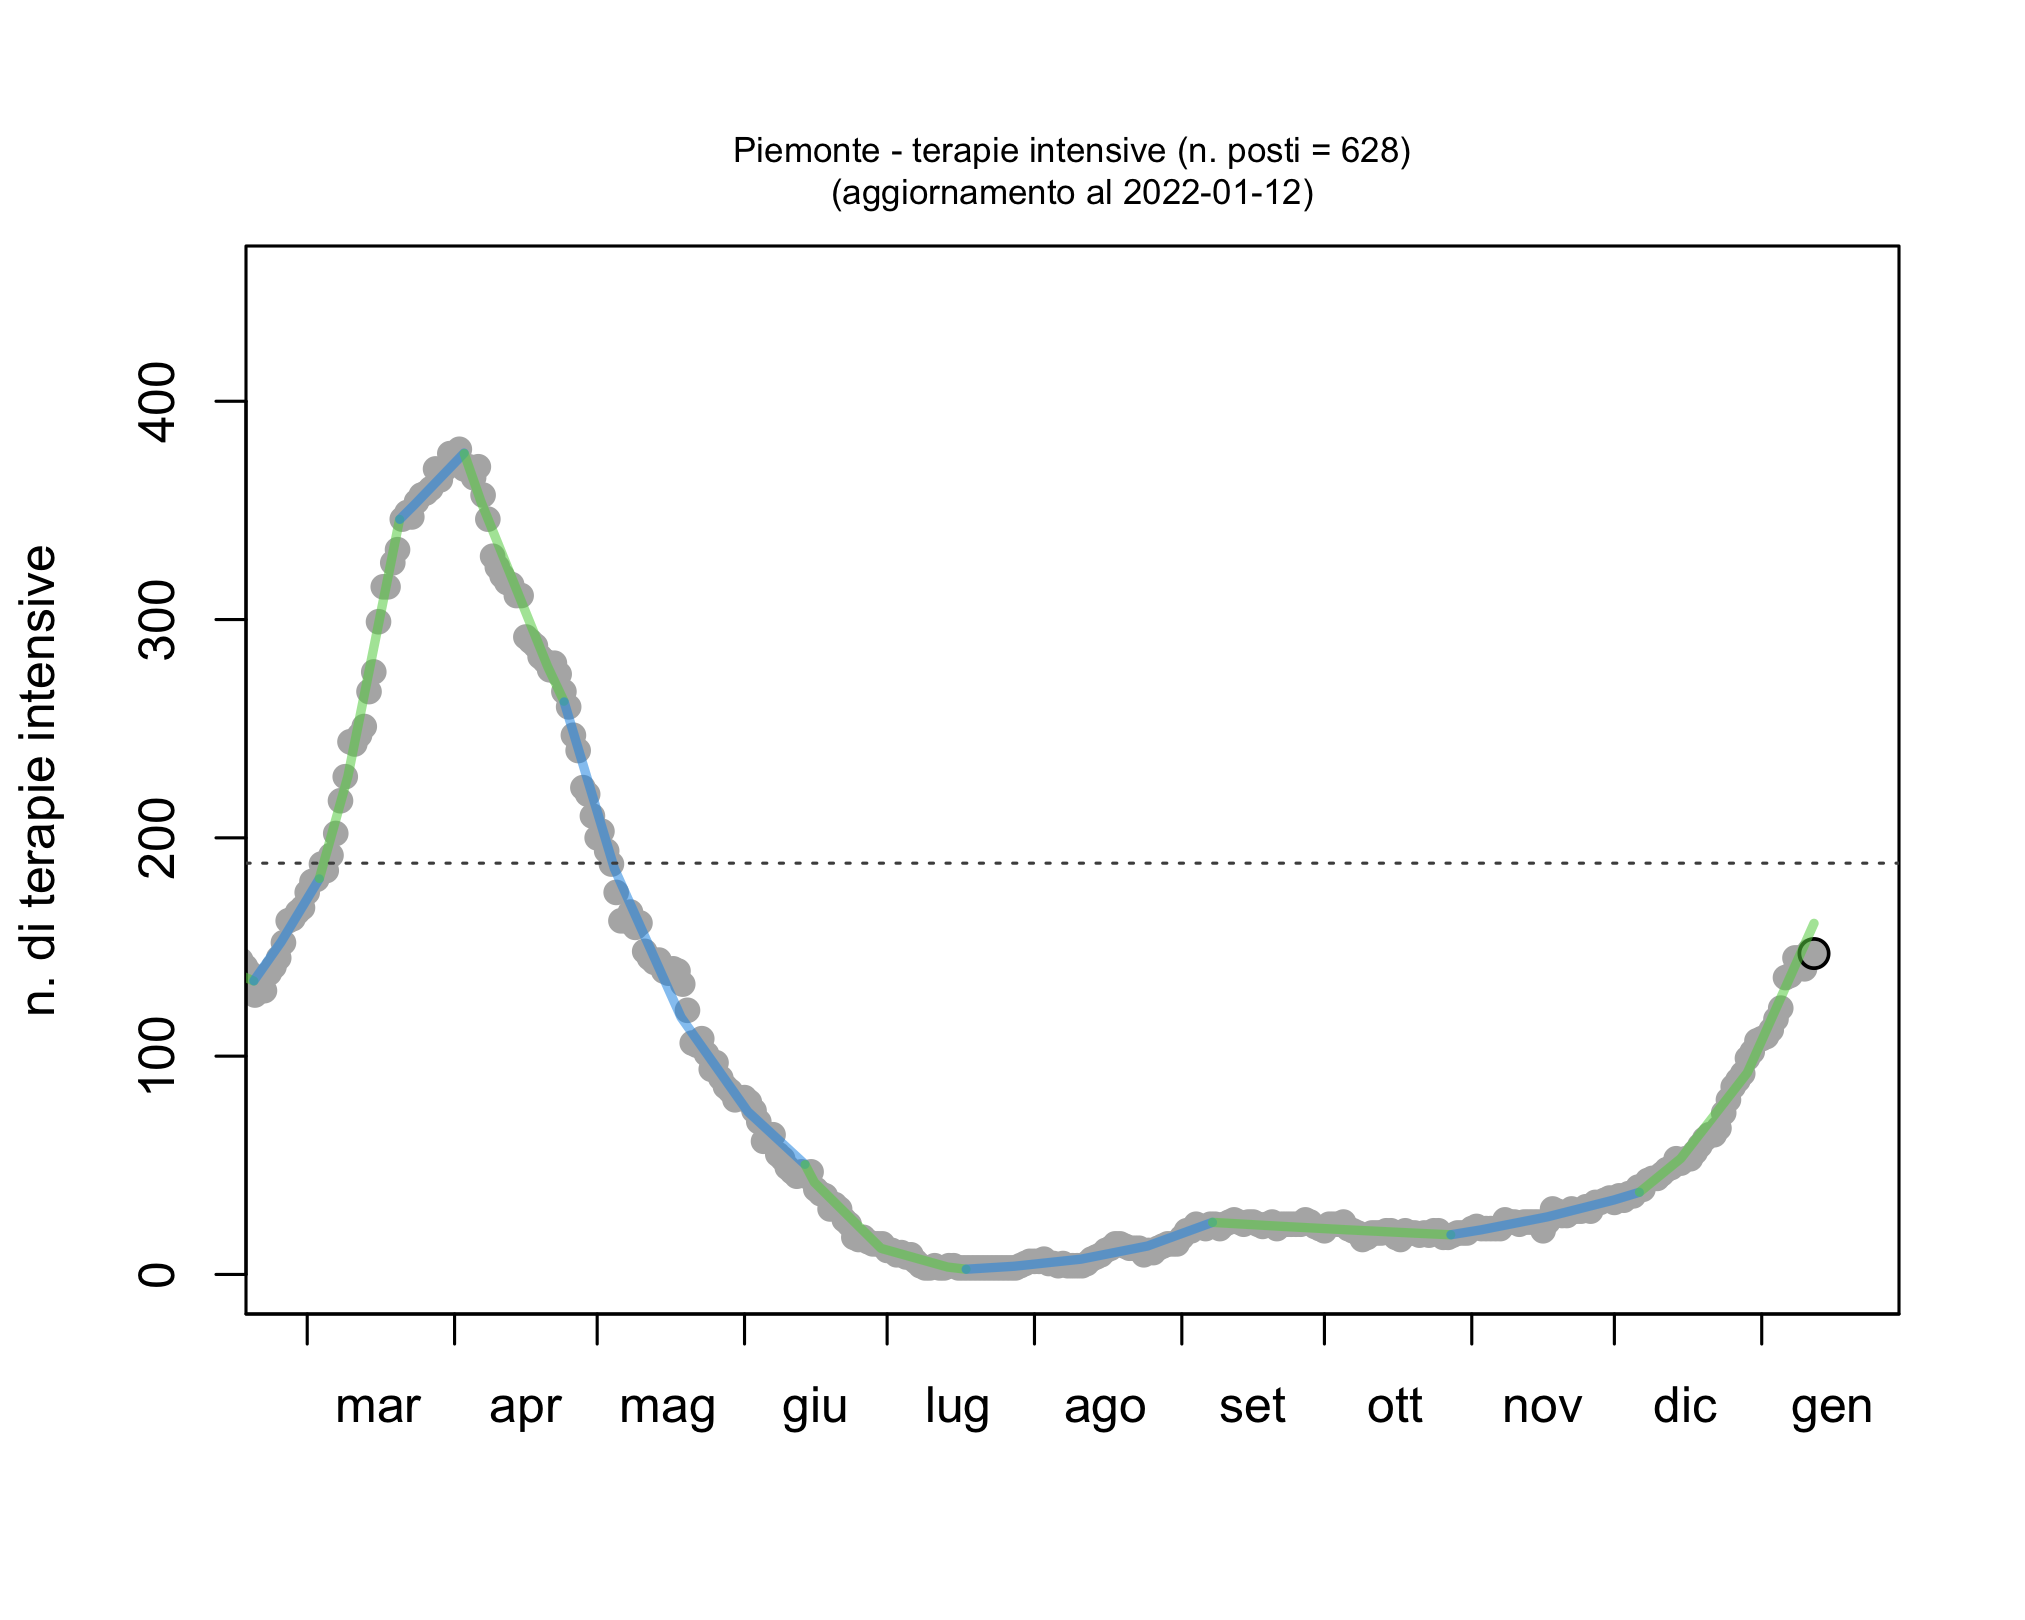 Piemonte - terapie intensive (n. posti = 628)
(aggiornamento al 2022-01-12)
n. di terapie intensive
400
300
200
100
0
mar apr mag giu lug ago set ott nov dic gen